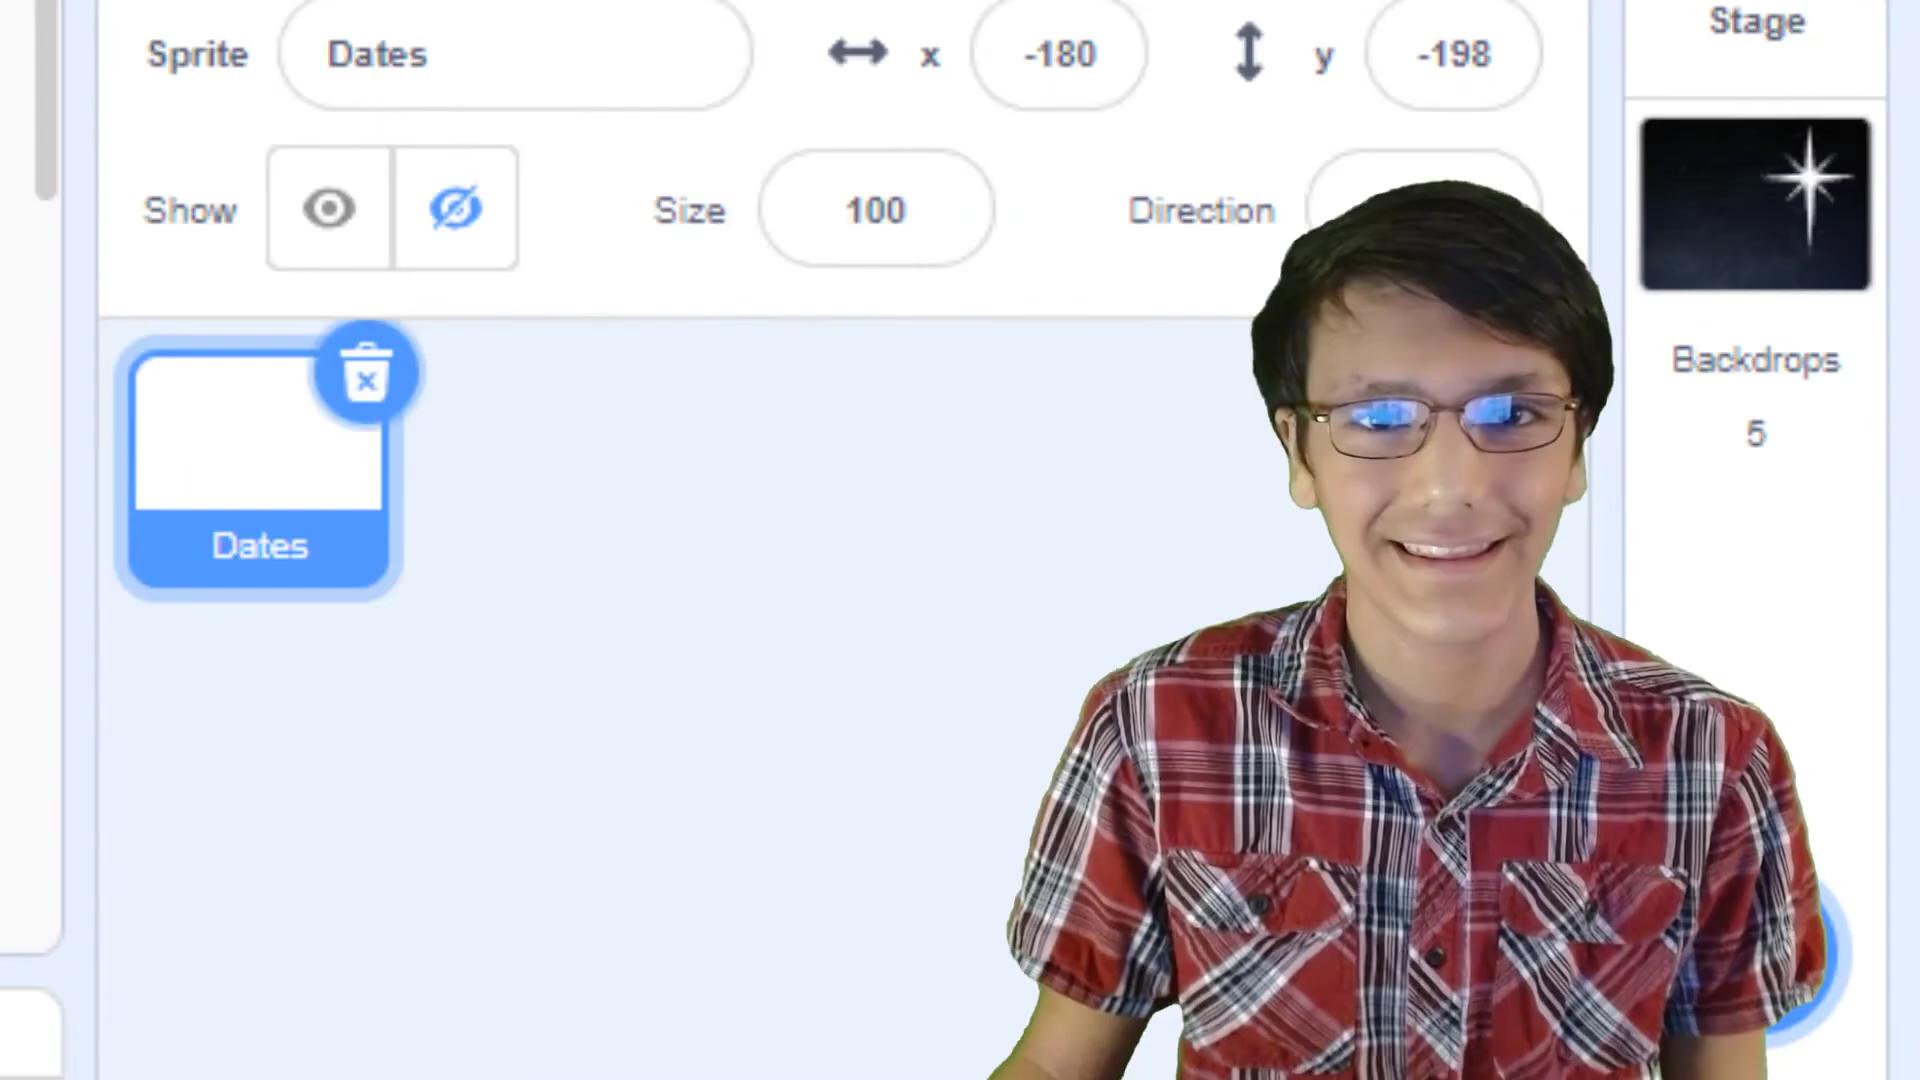 Sprite Dates x -180 y -198
Stage
Show Size 100 Direction
Backdrops
5
Dates